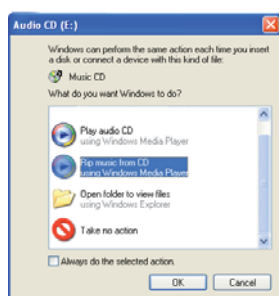 Audio CD (E:)
Windows can perform the same action each time you insert
a disk or connect a device with this kind of file:
Music CD
What do you want Windows to do?
Play audio CD
using Windows Media Player
Rip music from CD
using Windows Media Player
Open folder to view files
using Windows Explorer
Take no action
Always do the selected action.
OK
Cancel